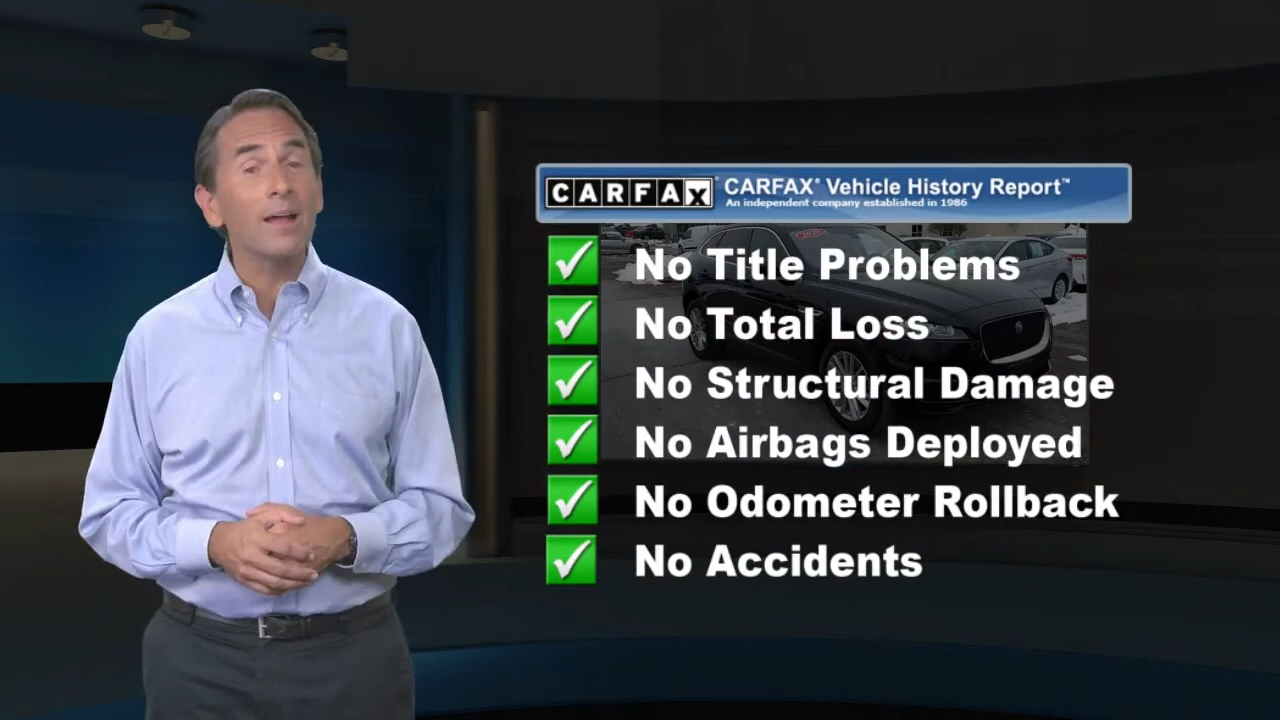 CARFAX
CARFAX® Vehicle History Report™
An independent company established in 1986
No Title Problems
No Total Loss
No Structural Damage
No Airbags Deployed
No Odometer Rollback
No Accidents